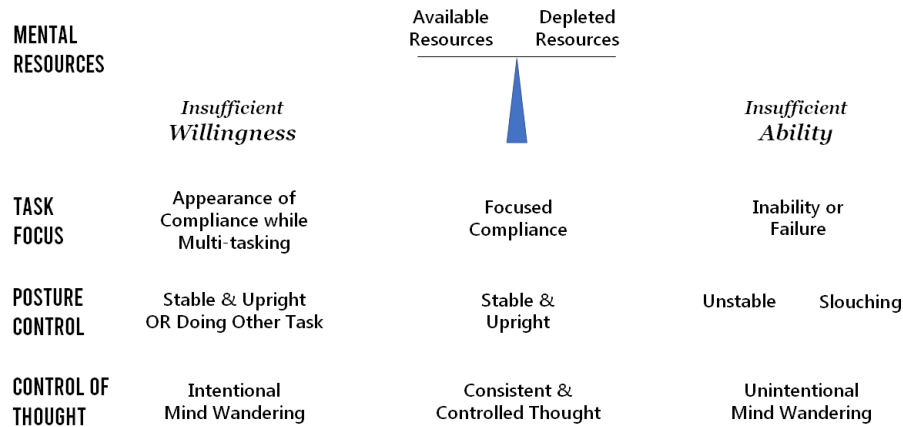 MENTAL
RESOURCES
Available
Resources
Depleted
Resources
Insufficient
Willingness
Insufficient
Ability
TASK
FOCUS
Appearance of
Compliance while
Multi-tasking
Focused
Compliance
Inability or
Failure
POSTURE
CONTROL
Stable & Upright
OR Doing Other Task
Stable &
Upright
Unstable
Slouching
CONTROL OF
THOUGHT
Intentional
Mind Wandering
Consistent &
Controlled Thought
Unintentional
Mind Wandering